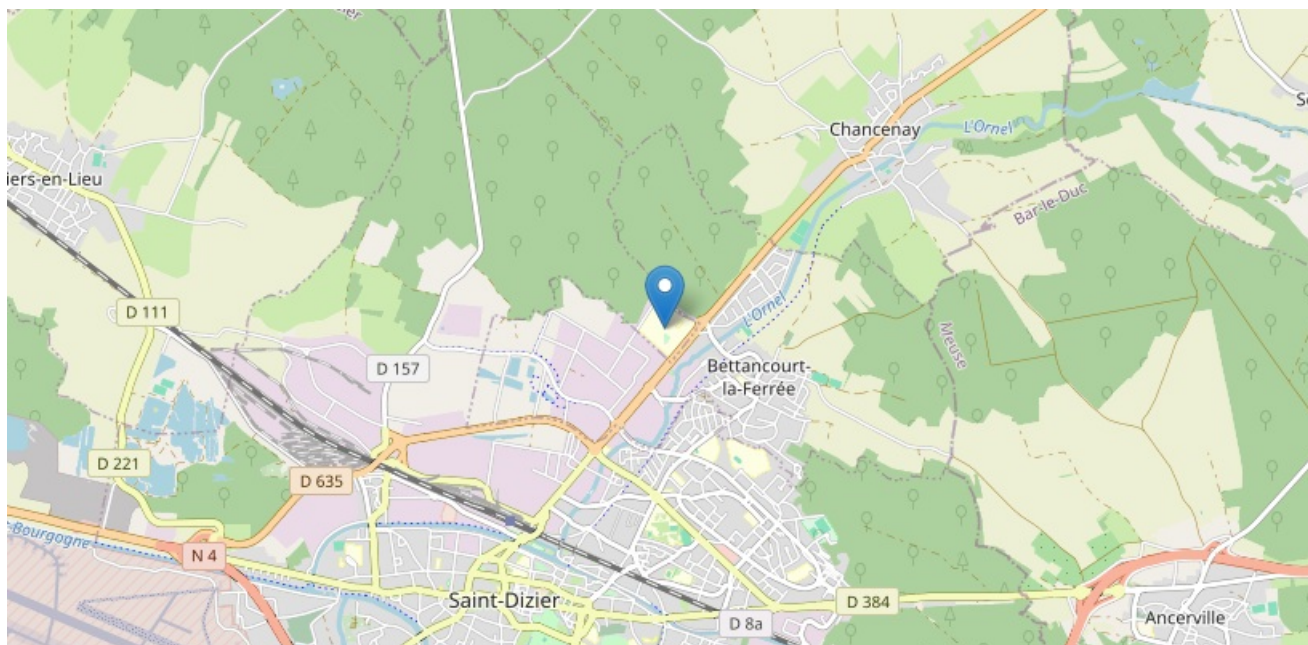 Chancenay
L'Ornel
iers-en-Lieu
Bar-le-Duc
D 111
L'Ornel
Meuse
D 157
Bettancourt-
la-Ferrée
D 221
D 635
Bourgogne
N 4
Saint-Dizier
D 384
D 8a
Ancerville